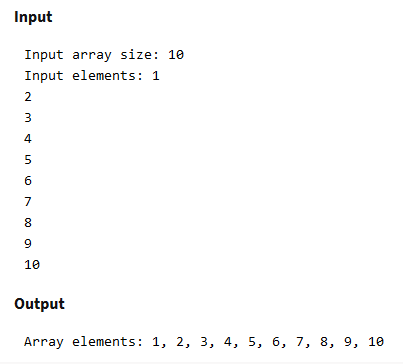 Input
Input array size: 10
Input elements: 1
2
3
4
5
6
7
8
9
10
Output
Array elements: 1, 2, 3, 4, 5, 6, 7, 8, 9, 10